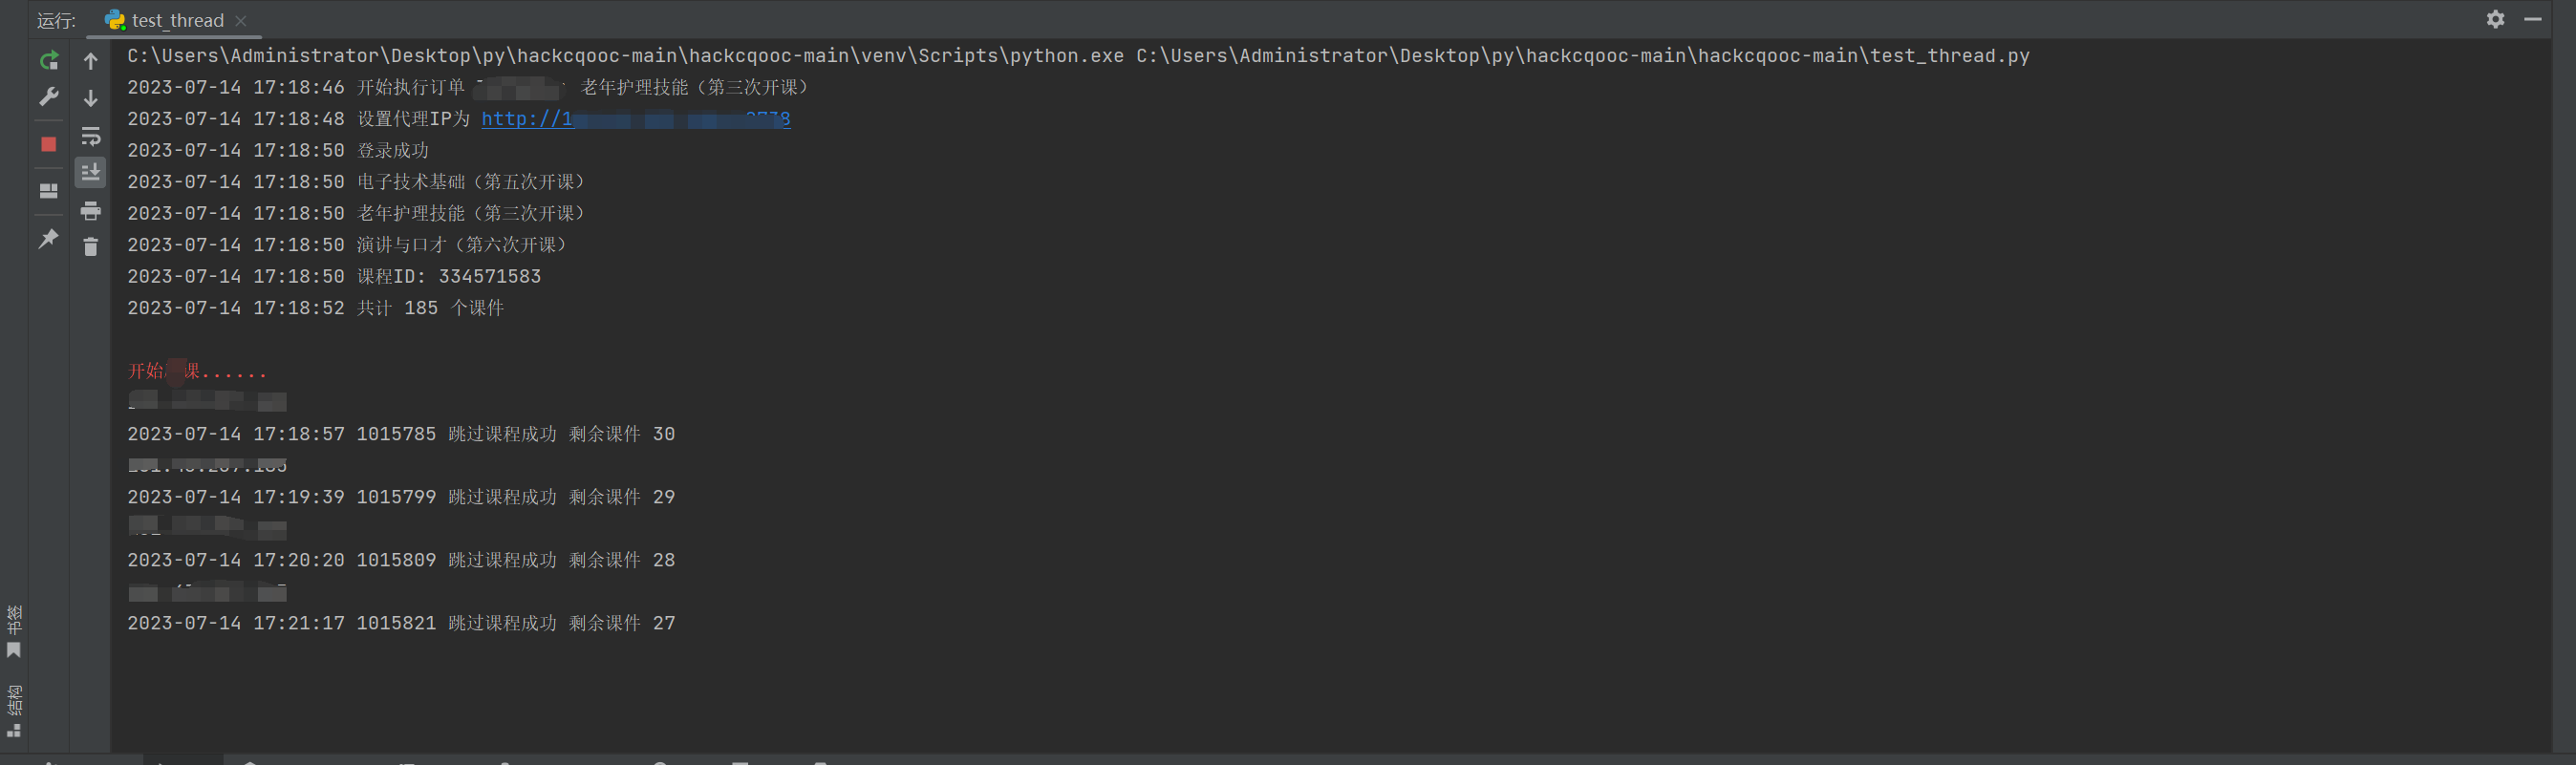 运行: test_thread
C:\Users\Administrator\Desktop\py\hackcqooc-main\hackcqooc-main\venv\Scripts\python.exe C:\Users\Administrator\Desktop\py\hackcqooc-main\hackcqooc-main\test_thread.py
2023-07-14 17:18:46 开始执行订单 老年护理技能（第三次开课）
2023-07-14 17:18:48 设置代理IP为 http://1
2023-07-14 17:18:50 登录成功
2023-07-14 17:18:50 电子技术基础（第五次开课）
2023-07-14 17:18:50 老年护理技能（第三次开课）
2023-07-14 17:18:50 演讲与口才（第六次开课）
2023-07-14 17:18:50 课程ID: 334571583
2023-07-14 17:18:52 共计 185 个课件
开始 课......
2023-07-14 17:18:57 1015785 跳过课程成功 剩余课件 30
2023-07-14 17:19:39 1015799 跳过课程成功 剩余课件 29
2023-07-14 17:20:20 1015809 跳过课程成功 剩余课件 28
2023-07-14 17:21:17 1015821 跳过课程成功 剩余课件 27
书签
结构